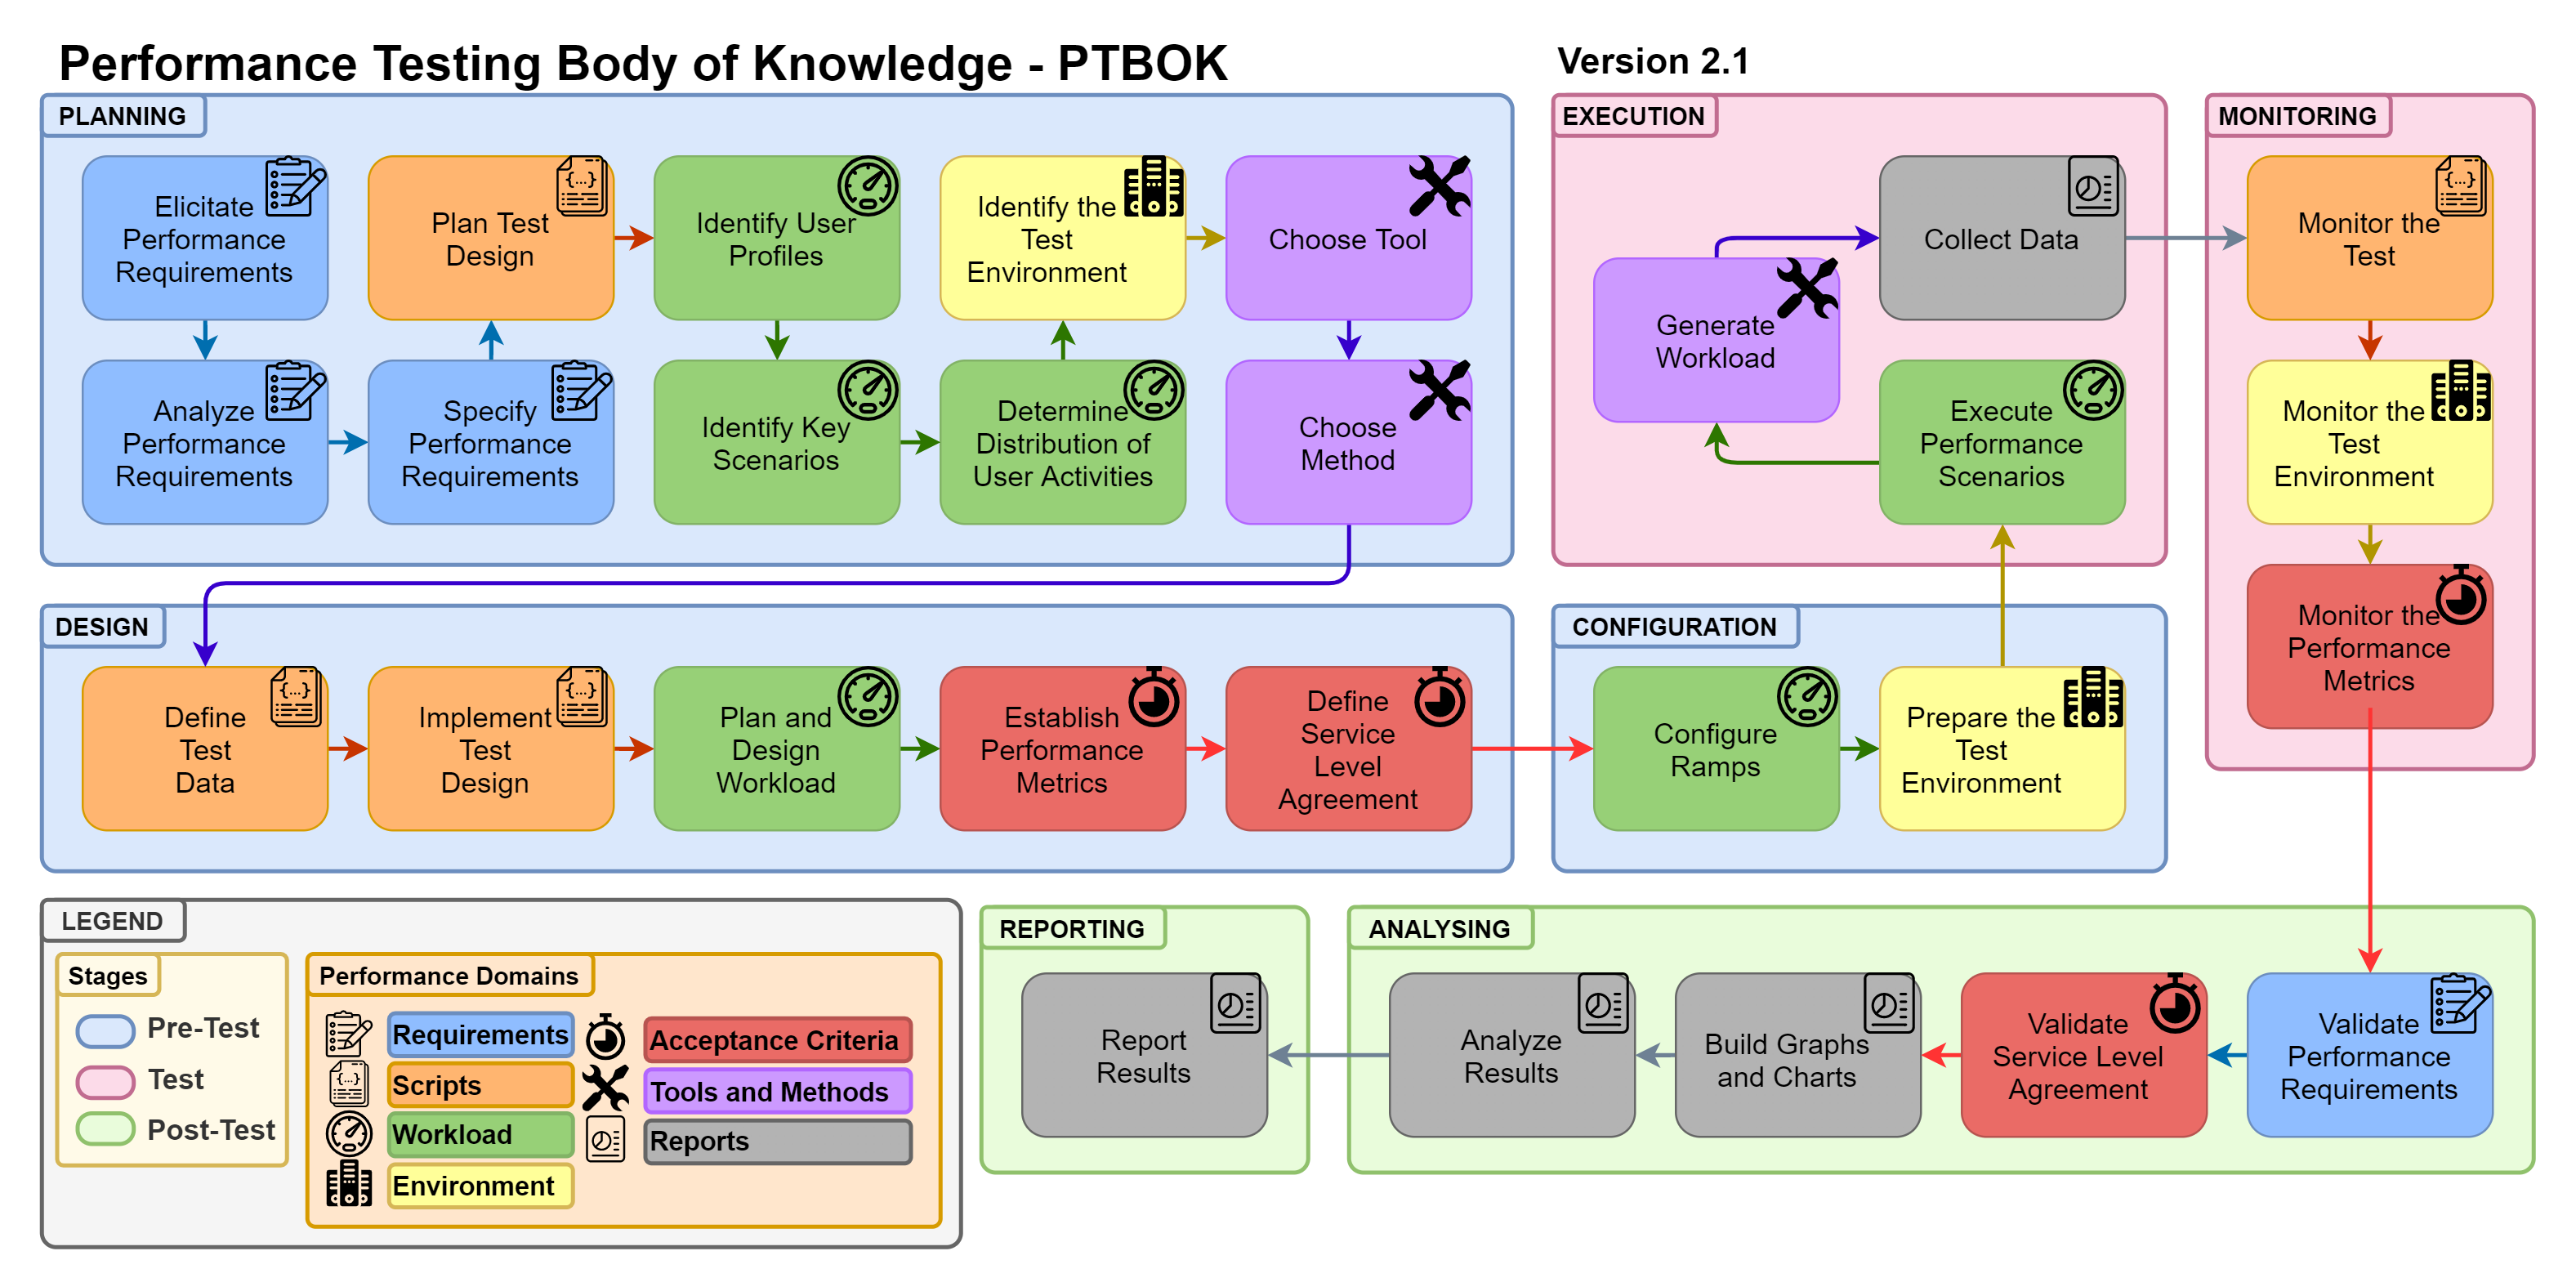 Performance Testing Body of Knowledge - PTBOK
Version 2.1
PLANNING
Elicitate
Performance
Requirements
Plan Test
Design
Identify User
Profiles
Identify the
Test
Environment
Choose Tool
Analyze
Performance
Requirements
Specify
Performance
Requirements
Identify Key
Scenarios
Determine
Distribution of
User Activities
Choose
Method
EXECUTION
Collect Data
Generate
Workload
Execute
Performance
Scenarios
MONITORING
Monitor the
Test
Monitor the
Test
Environment
Monitor the
Performance
Metrics
DESIGN
Define
Test
Data
Implement
Test
Design
Plan and
Design
Workload
Establish
Performance
Metrics
Define
Service
Level
Agreement
CONFIGURATION
Configure
Ramps
Prepare the
Test
Environment
LEGEND
Stages
Pre-Test
Test
Post-Test
Performance Domains
{...}
Requirements
Scripts
Workload
Environment
Acceptance Criteria
Tools and Methods
Reports
REPORTING
Report
Results
ANALYSING
Analyze
Results
Build Graphs
and Charts
Validate
Service Level
Agreement
Validate
Performance
Requirements